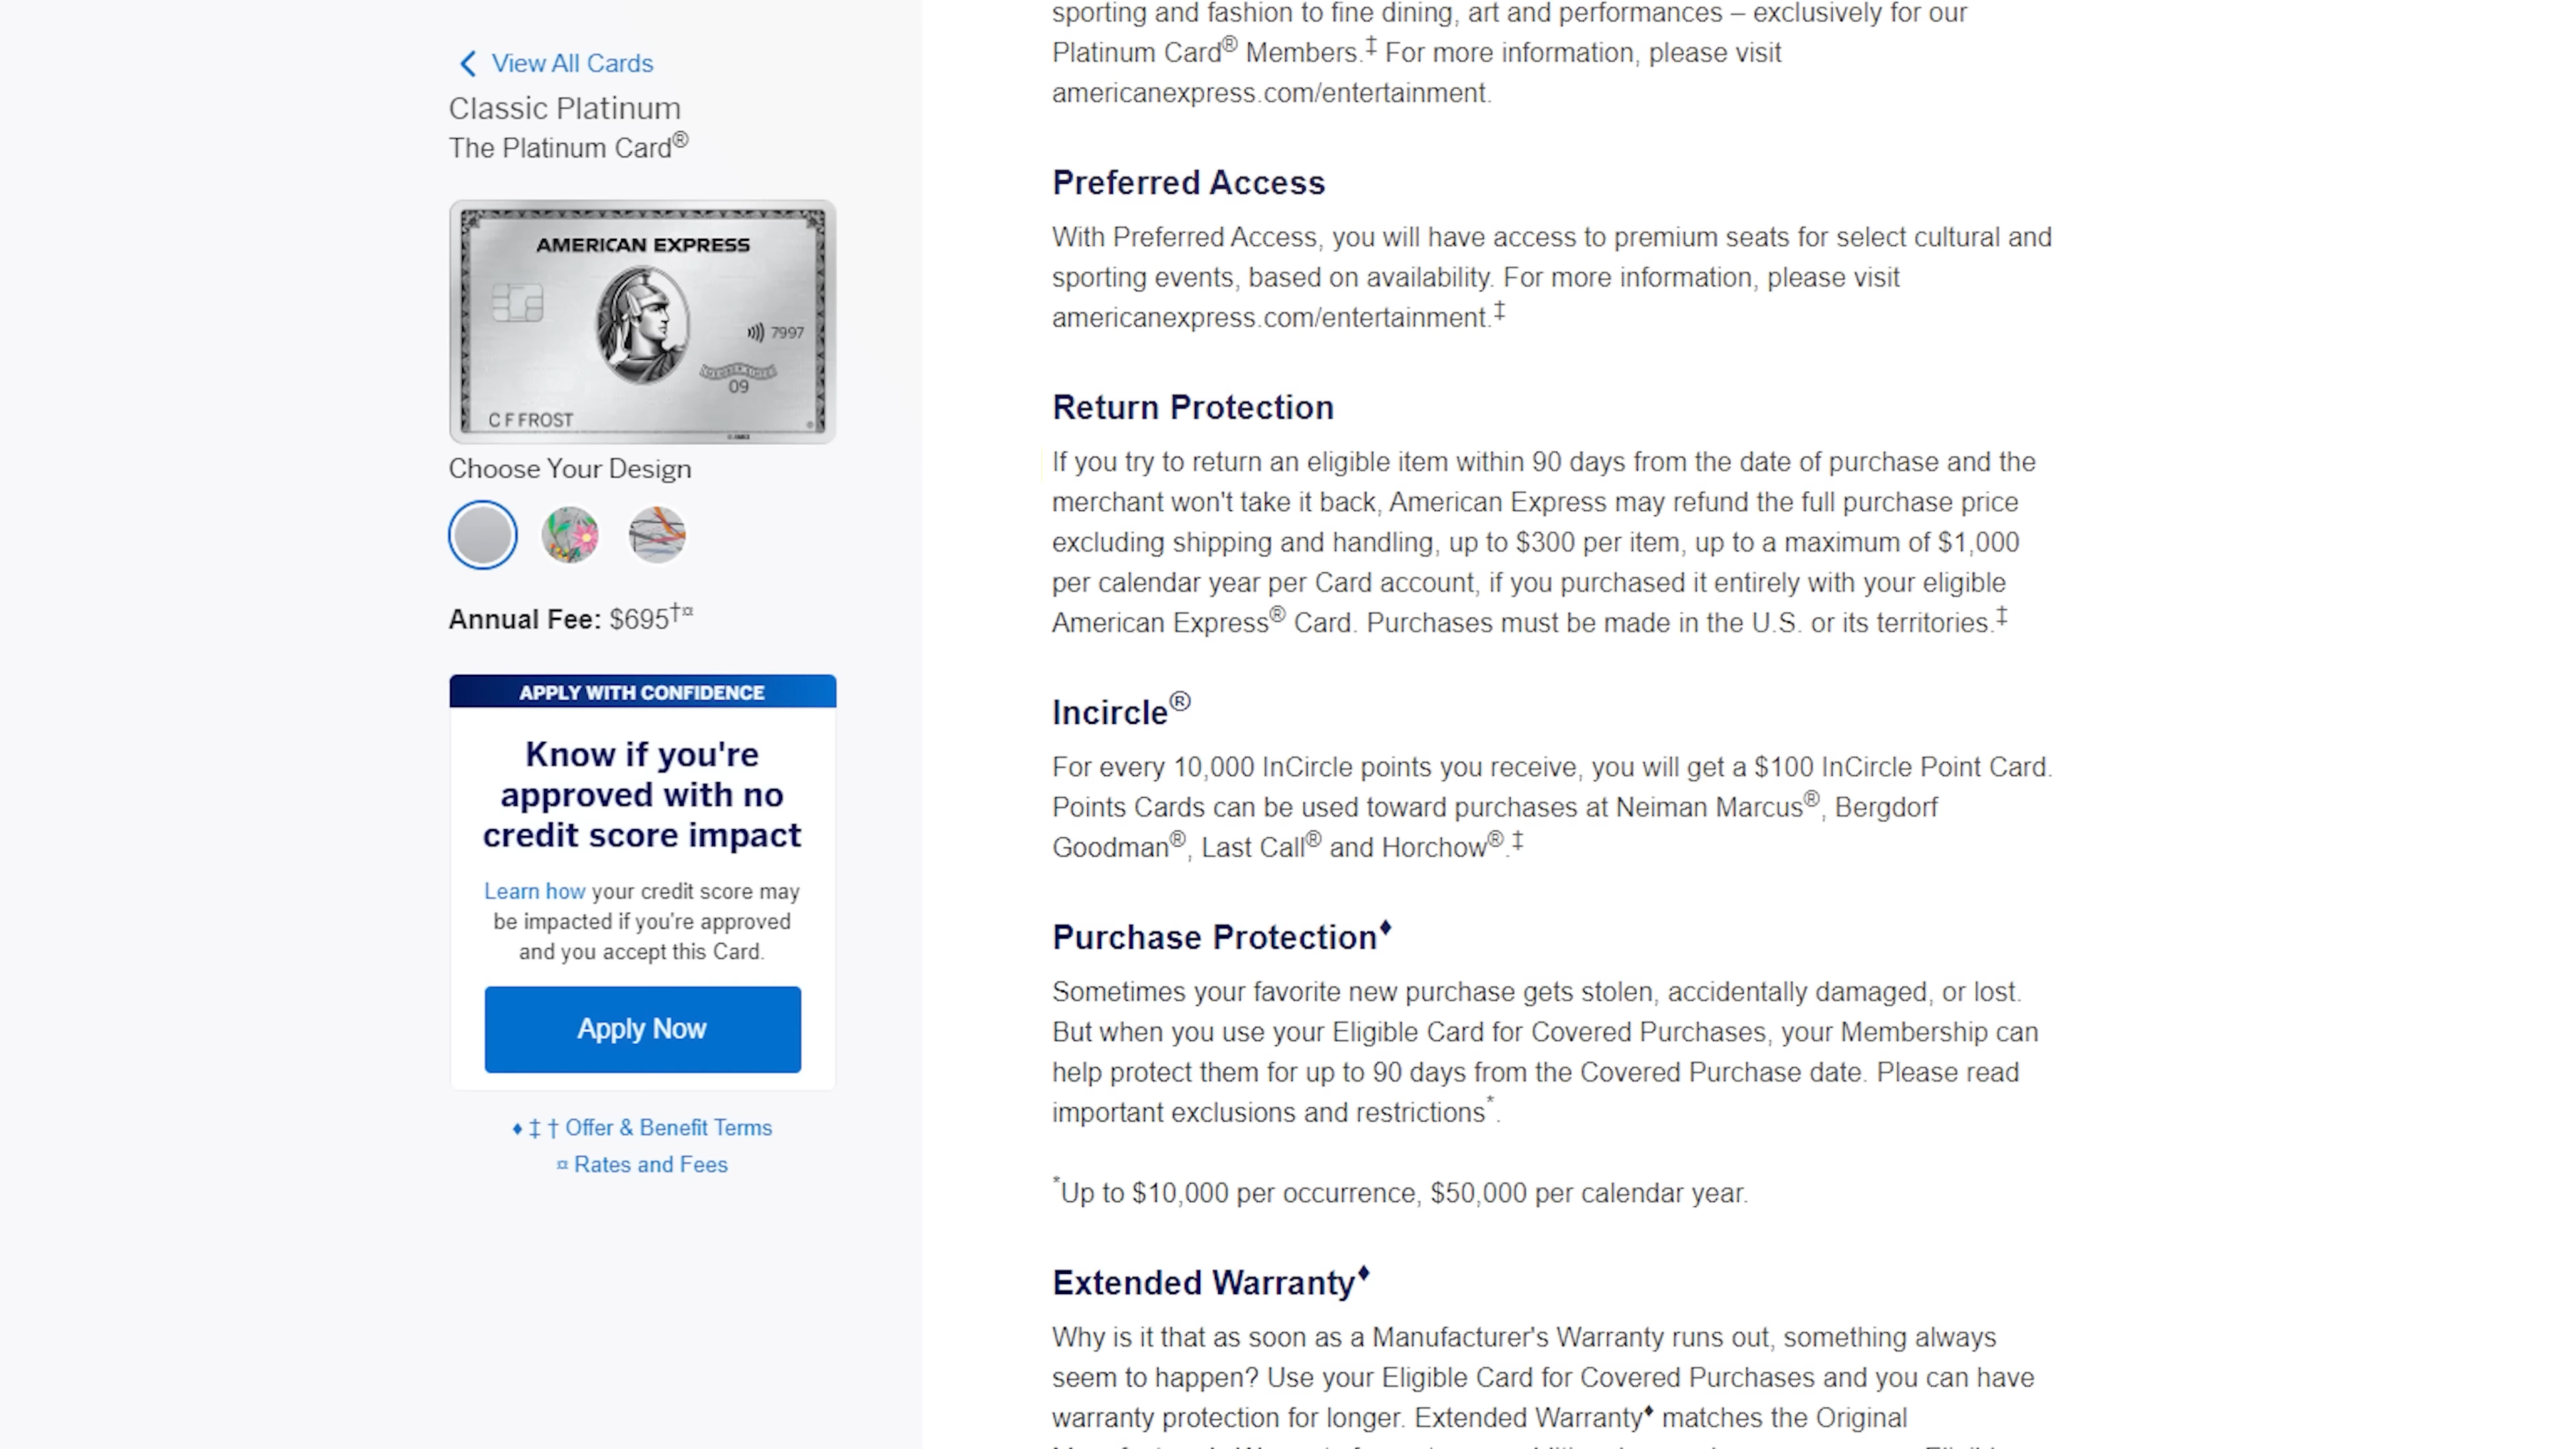 View All Cards
Classic Platinum
The Platinum Card®
AMERICAN EXPRESS
7997
MEMBER SINCE
09
C F FROST
Choose Your Design
Annual Fee: $695†¤
APPLY WITH CONFIDENCE
Know if you're
approved with no
credit score impact
Learn how your credit score may
be impacted if you're approved
and you accept this Card.
Apply Now
♦ ‡ † Offer & Benefit Terms
¤ Rates and Fees
sporting and fashion to fine dining, art and performances – exclusively for our
Platinum Card® Members.‡ For more information, please visit
americanexpress.com/entertainment.
Preferred Access
With Preferred Access, you will have access to premium seats for select cultural and
sporting events, based on availability. For more information, please visit
americanexpress.com/entertainment.‡
Return Protection
If you try to return an eligible item within 90 days from the date of purchase and the
merchant won't take it back, American Express may refund the full purchase price
excluding shipping and handling, up to $300 per item, up to a maximum of $1,000
per calendar year per Card account, if you purchased it entirely with your eligible
American Express® Card. Purchases must be made in the U.S. or its territories.‡
Incircle®
For every 10,000 InCircle points you receive, you will get a $100 InCircle Point Card.
Points Cards can be used toward purchases at Neiman Marcus®, Bergdorf
Goodman®, Last Call® and Horchow®.‡
Purchase Protection♦
Sometimes your favorite new purchase gets stolen, accidentally damaged, or lost.
But when you use your Eligible Card for Covered Purchases, your Membership can
help protect them for up to 90 days from the Covered Purchase date. Please read
important exclusions and restrictions*.
*Up to $10,000 per occurrence, $50,000 per calendar year.
Extended Warranty♦
Why is it that as soon as a Manufacturer's Warranty runs out, something always
seem to happen? Use your Eligible Card for Covered Purchases and you can have
warranty protection for longer. Extended Warranty♦ matches the Original